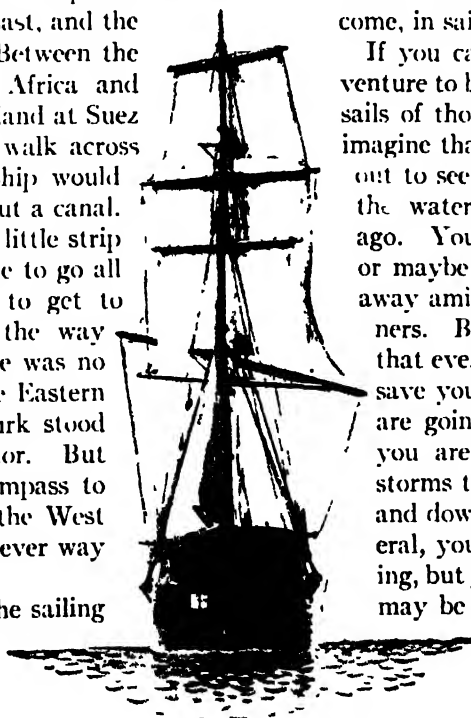 ast, and the
Between the
Africa and
land at Suez
walk across
ship would
ut a canal.
little strip
e to go all
to get to
the way
e was no
e Eastern
urk stood
or. But
mpass to
the West
ever way
he sailing
come, in sai
If you ca
venture to b
sails of tho
imagine tha
out to see
the water
ago. You
or maybe
away ami
ners. B
that eve
save you
are goin
you are
storms t
and dow
eral, you
ing, but
may be